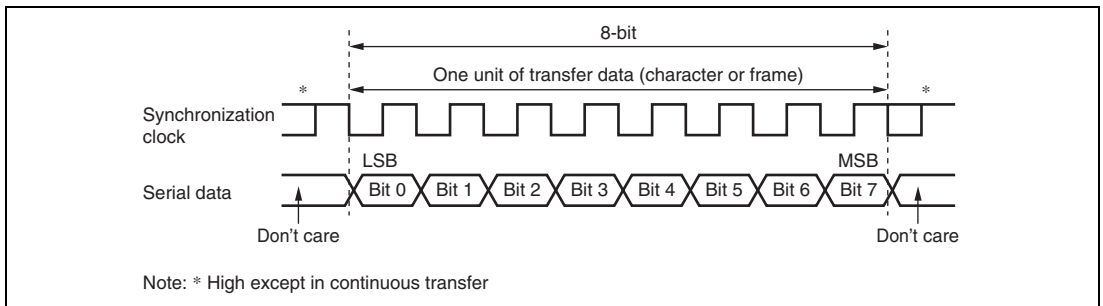 8-bit
One unit of transfer data (character or frame)
* *
Synchronization
clock
LSB MSB
Serial data Bit 0 Bit 1 Bit 2 Bit 3 Bit 4 Bit 5 Bit 6 Bit 7
Don't care Don't care
Note: * High except in continuous transfer